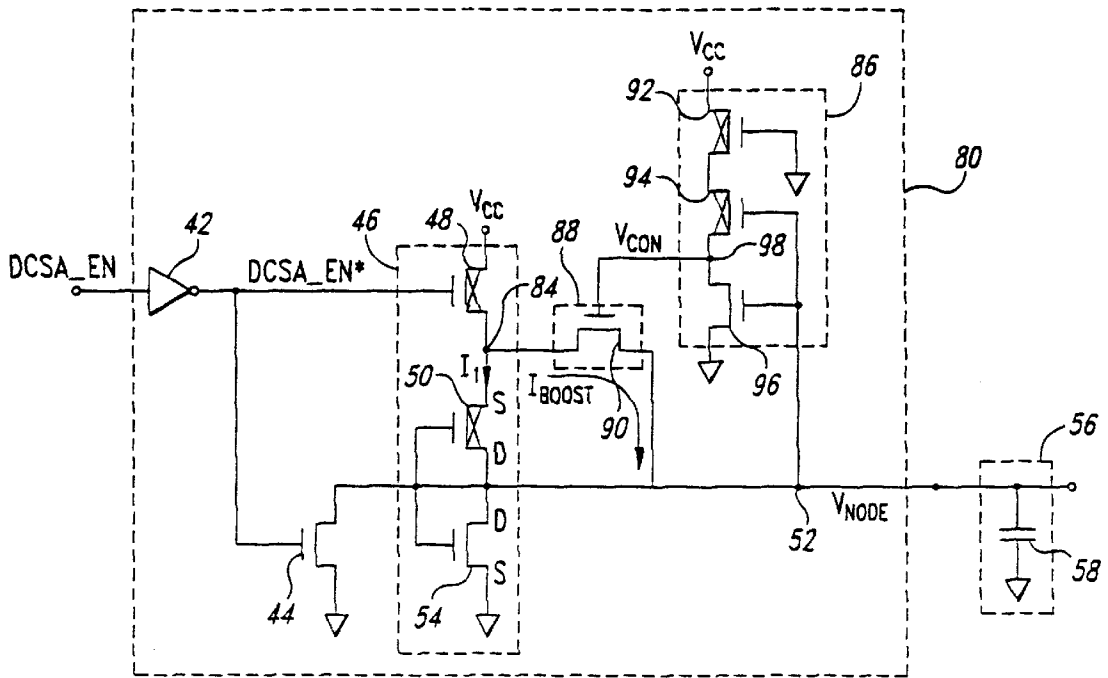 V_CC
86
92
80
94
42
46
48
V_CC
88
V_CON
98
DCSA_EN
DCSA_EN*
84
I_1
50
S
I_BOOST
96
90
D
56
D
52
V_NODE
S
58
44
54